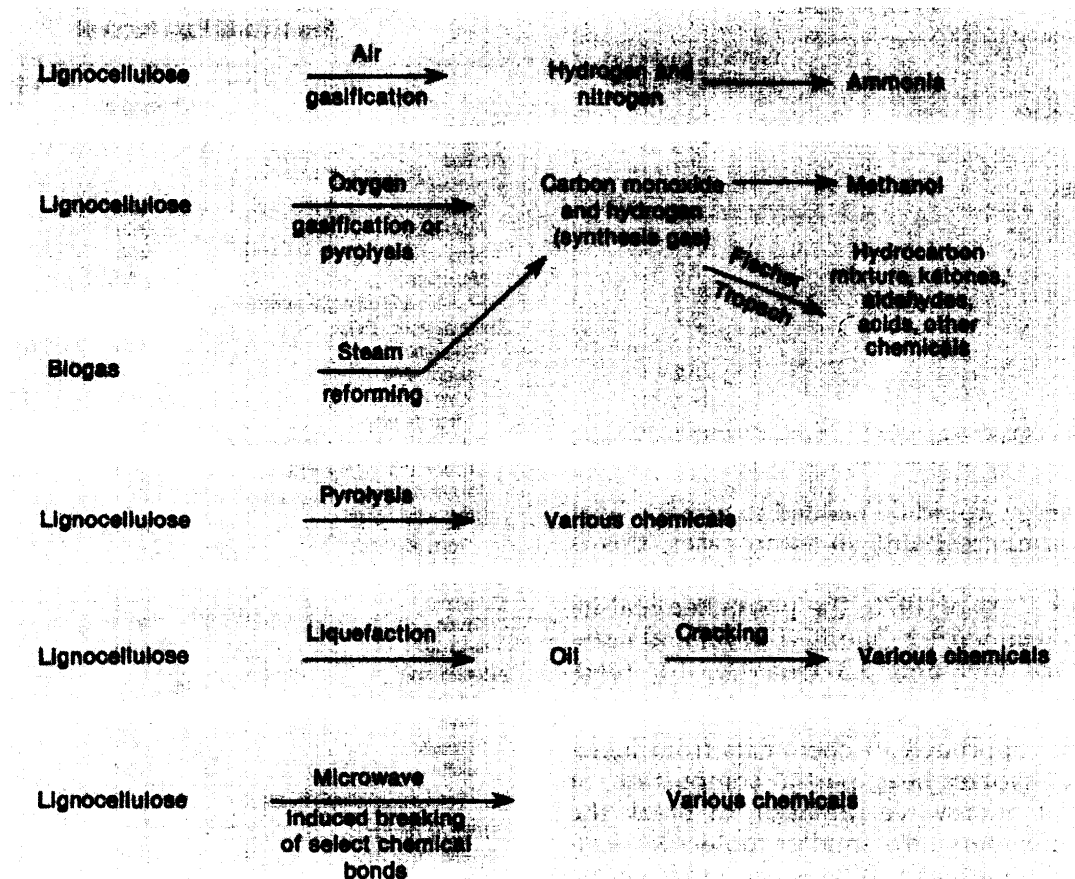 Lignocellulose
Air
gasification
Hydrogen and
nitrogen
Ammonia
Lignocellulose
Oxygen
gasification or
pyrolysis
Carbon monoxide
and hydrogen
(synthesis gas)
Methanol
Fischer
Tropsch
Hydrocarbon
mixture, ketones,
aldehydes,
acids, other
chemicals
Biogas
Steam
reforming
Lignocellulose
Pyrolysis
Various chemicals
Lignocellulose
Liquefaction
Oil
Cracking
Various chemicals
Lignocellulose
Microwave
induced breaking
of select chemical
bonds
Various chemicals